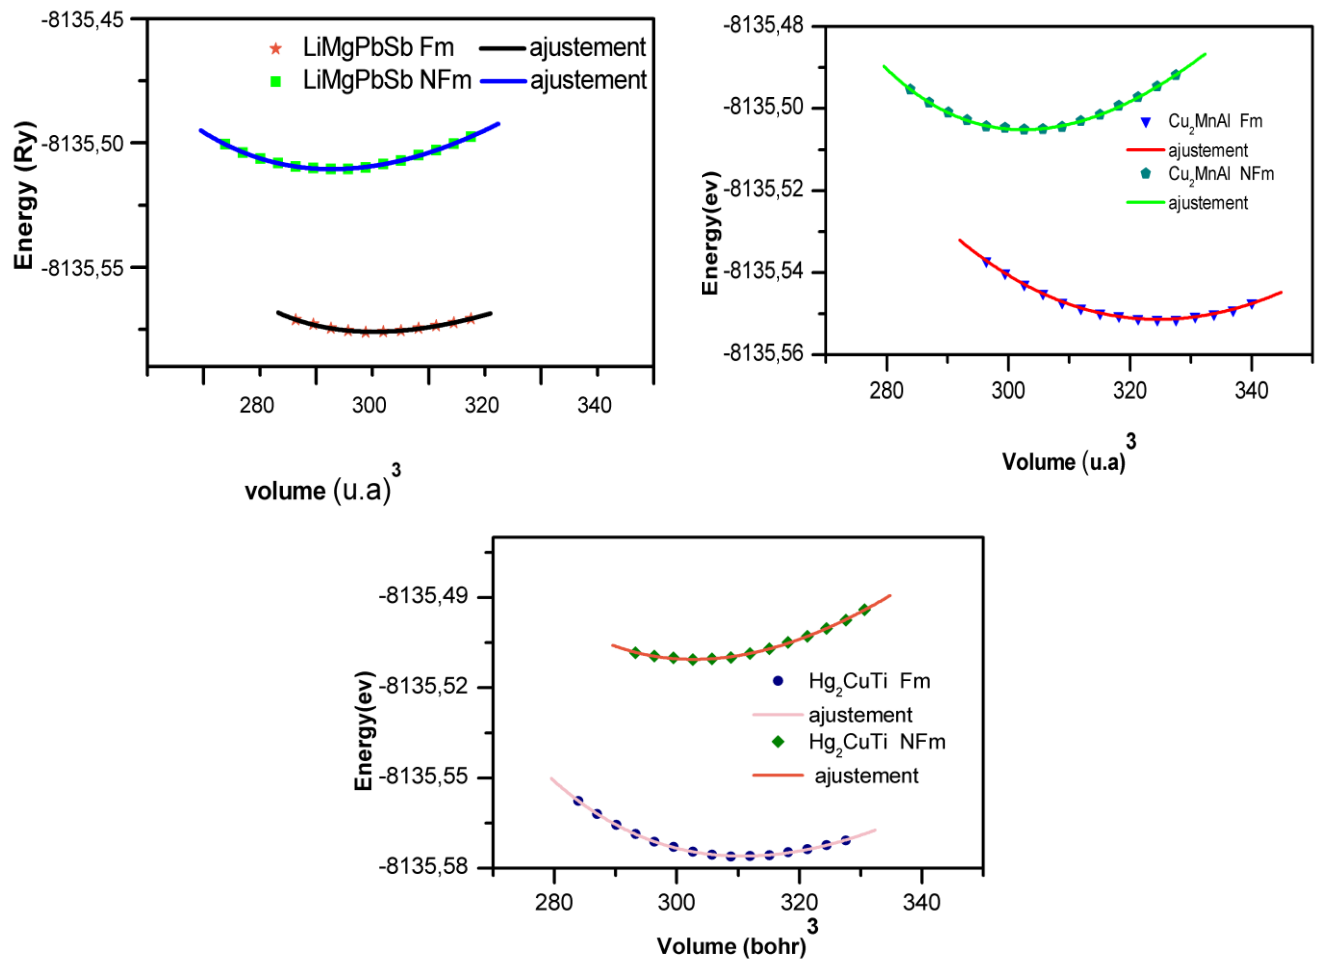 -8135,45
-8135,50
-8135,55
Energy (Ry)
LiMgPbSb Fm ajustement
LiMgPbSb NFm ajustement
280 300 320 340
volume (u.a)³
-8135,48
-8135,50
-8135,52
-8135,54
-8135,56
Energy(ev)
Cu₂MnAl Fm
ajustement
Cu₂MnAl NFm
ajustement
280 300 320 340
Volume (u.a)³
-8135,49
-8135,52
-8135,55
-8135,58
Energy(ev)
Hg₂CuTi Fm
ajustement
Hg₂CuTi NFm
ajustement
280 300 320 340
Volume (bohr)³